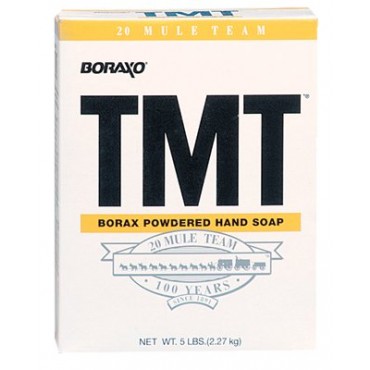 TMT
20 MULE TEAM
BORAXO®
TMT™
BORAX POWDERED HAND SOAP
20 MULE TEAM
100 YEARS
SINCE 1891
NET WT. 5 LBS.(2.27 kg)